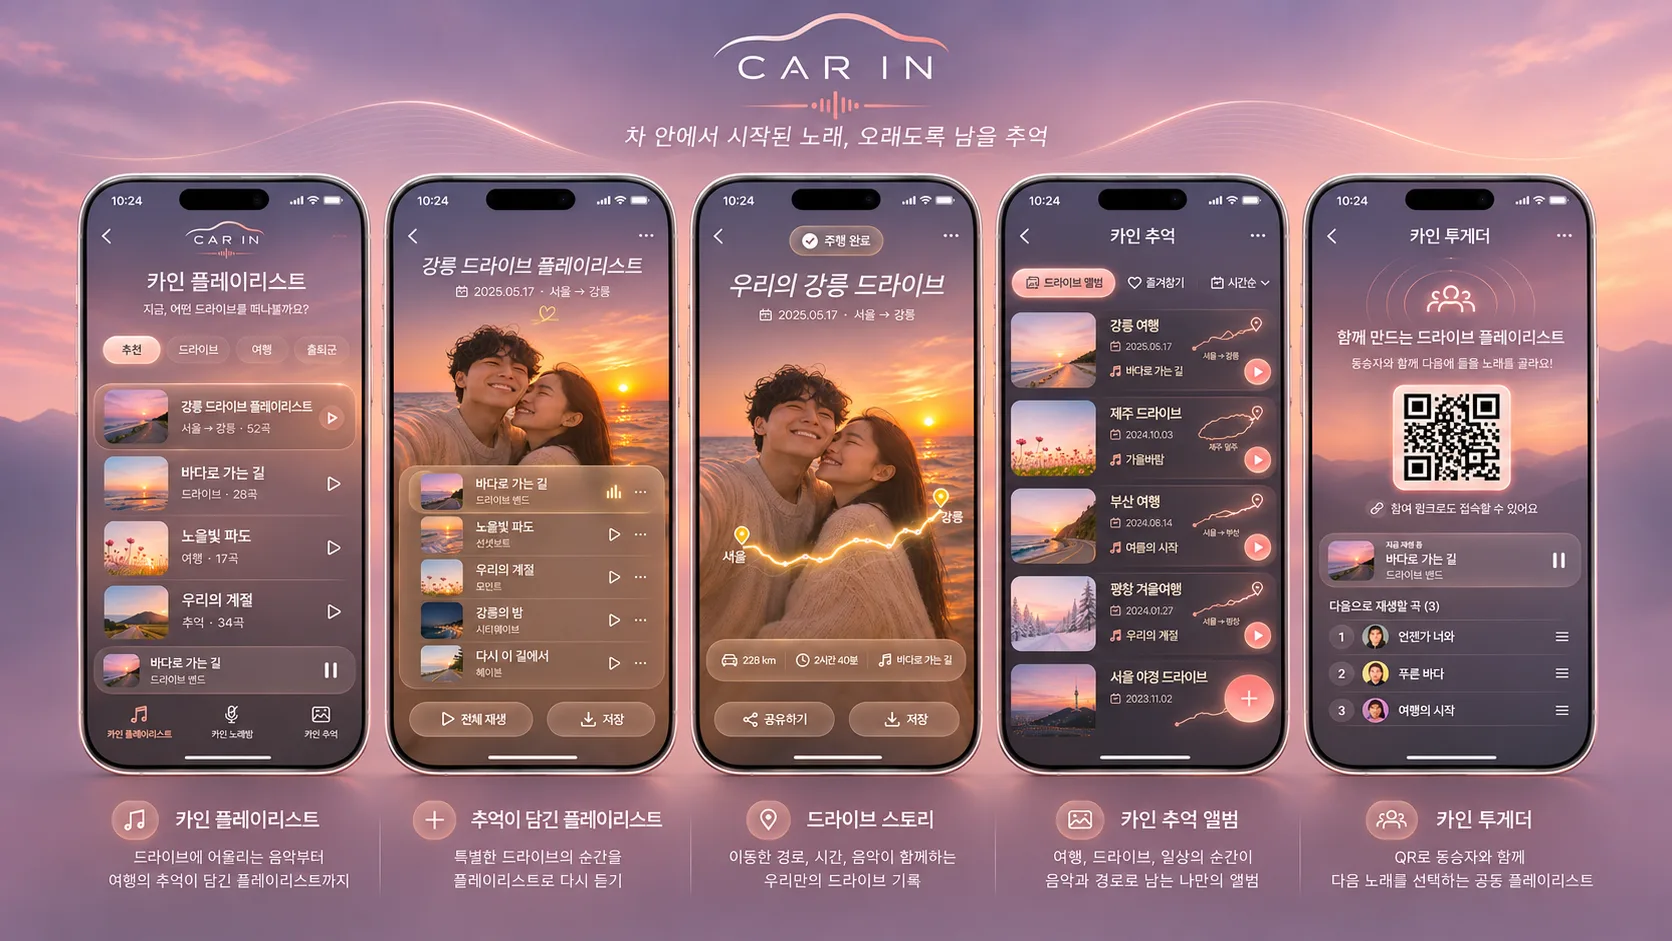 CAR IN
차 안에서 시작된 노래, 오래도록 남을 추억
10:24
CAR IN
카인 플레이리스트
지금, 어떤 드라이브를 떠나볼까요?
추천
드라이브
여행
출퇴군
강릉 드라이브 플레이리스트
서울 → 강릉 · 52곡
바다로 가는 길
드라이브 · 28곡
노을빛 파도
여행 · 17곡
우리의 계절
추억 · 34곡
바다로 가는 길
드라이브 밴드
카인 플레이리스트
카인 노래방
카인 추억
10:24
강릉 드라이브 플레이리스트
2025.05.17 · 서울 → 강릉
바다로 가는 길
드라이브 밴드
노을빛 파도
선셋보트
우리의 계절
모먼트
강릉의 밤
시티웨이브
다시 이 길에서
헤이븐
전체 재생
저장
10:24
주행 완료
우리의 강릉 드라이브
2025.05.17 · 서울 → 강릉
서울
강릉
228 km
2시간 40분
바다로 가는 길
공유하기
저장
10:24
카인 추억
드라이브 앨범
즐겨찾기
시간순
강릉 여행
2025.05.17
바다로 가는 길
서울→강릉
제주 드라이브
2024.10.03
가을바람
부산 여행
2024.08.14
여름의 시작
서울→부산
평창 겨울여행
2024.01.27
우리의 계절
서울→평창
서울 야경 드라이브
2023.11.02
10:24
카인 투게더
함께 만드는 드라이브 플레이리스트
동승자와 함께 다음에 들을 노래를 골라요!
참여 링크로도 접속할 수 있어요
바다로 가는 길
드라이브 밴드
다음으로 재생할 곡 (3)
1
언젠가 너와
2
푸른 바다
3
여행의 시작
카인 플레이리스트
드라이브에 어울리는 음악부터
여행의 추억이 담긴 플레이리스트까지
추억이 담긴 플레이리스트
특별한 드라이브의 순간을
플레이리스트로 다시 듣기
드라이브 스토리
이동한 경로, 시간, 음악이 함께하는
우리만의 드라이브 기록
카인 추억 앨범
여행, 드라이브, 일상의 순간이
음악과 경로로 남는 나만의 앨범
카인 투게더
QR로 동승자와 함께
다음 노래를 선택하는 공동 플레이리스트